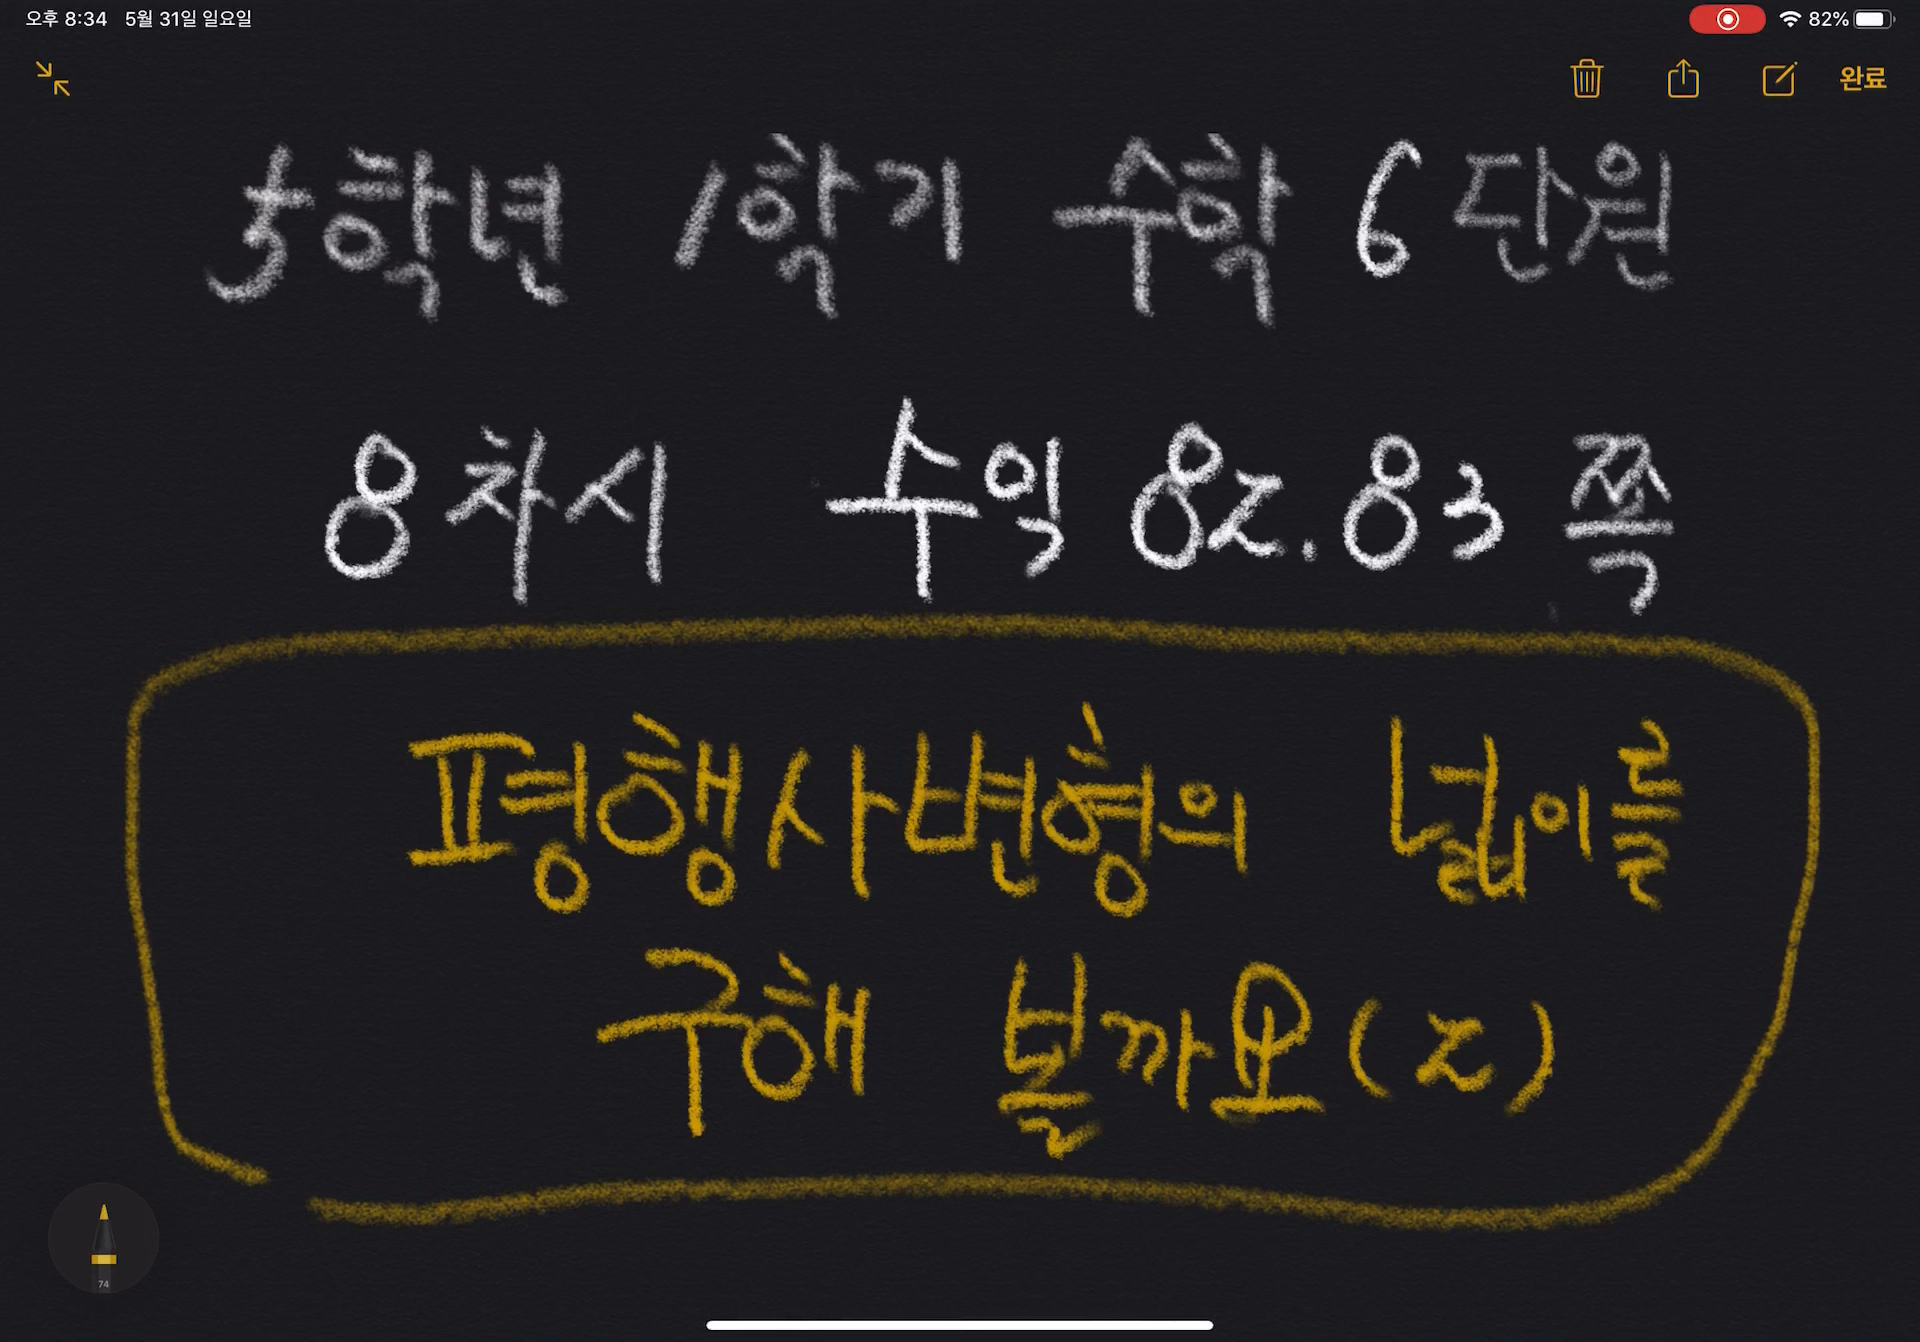 오후 8:34 5월 31일 일요일 82%
완료
5학년 1학기 수학 6단원
8차시 수익 82.83 쪽
평행사변형의 넓이를
구해 볼까요(2)
74